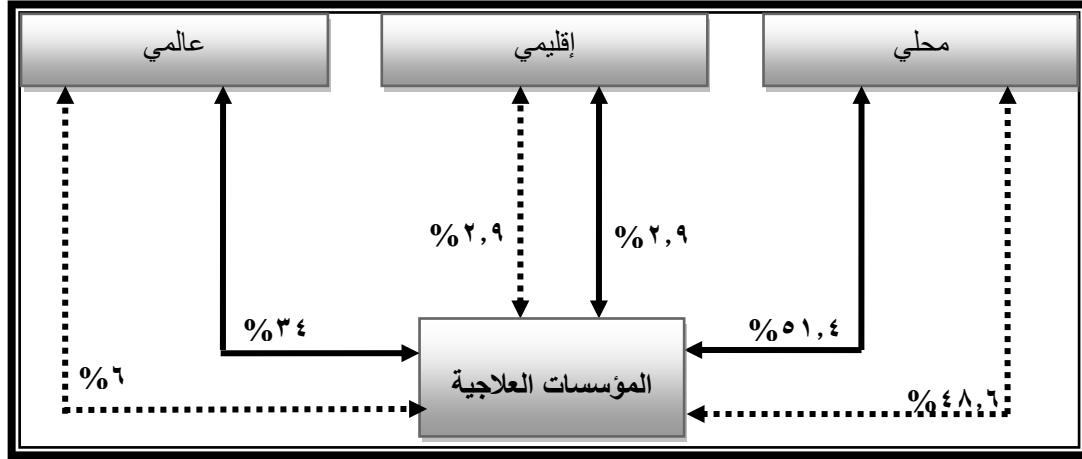 محلي
إقليمي
عالمي
%٢,٩
%٢,٩
%٥١,٤
%٣٤
المؤسسات العلاجية
%٤٨,٦
%٦